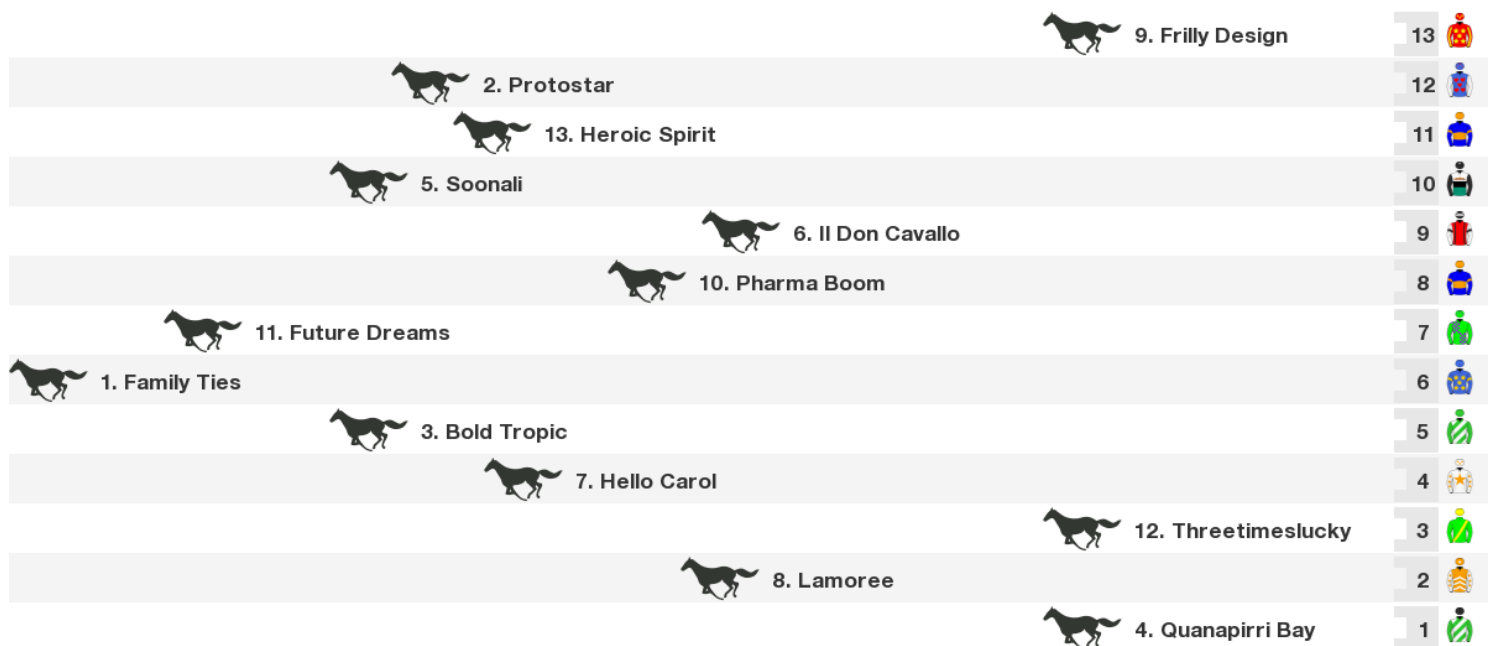 9. Frilly Design 13
2. Protostar 12
13. Heroic Spirit 11
5. Soonali 10
6. Il Don Cavallo 9
10. Pharma Boom 8
11. Future Dreams 7
1. Family Ties 6
3. Bold Tropic 5
7. Hello Carol 4
12. Threetimeslucky 3
8. Lamoree 2
4. Quanapirri Bay 1